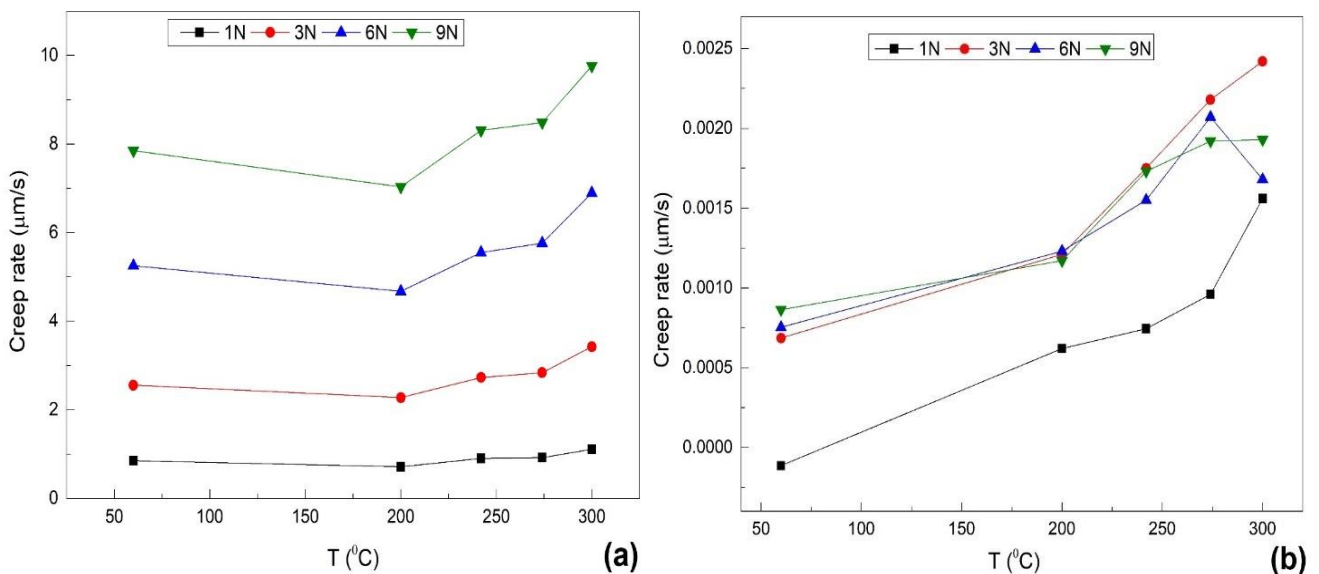 1N 3N 6N 9N
10
8
6
4
2
0
50 100 150 200 250 300
Creep rate (μm/s)
T (⁰C)
(a)
1N 3N 6N 9N
0.0025
0.0020
0.0015
0.0010
0.0005
0.0000
50 100 150 200 250 300
Creep rate (μm/s)
T (⁰C)
(b)